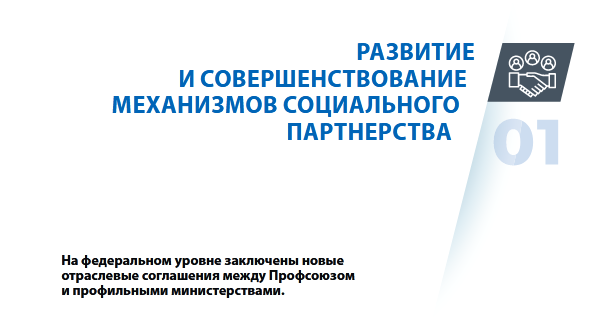 РАЗВИТИЕ
И СОВЕРШЕНСТВОВАНИЕ
МЕХАНИЗМОВ СОЦИАЛЬНОГО
ПАРТНЕРСТВА
01
На федеральном уровне заключены новые
отраслевые соглашения между Профсоюзом
и профильными министерствами.